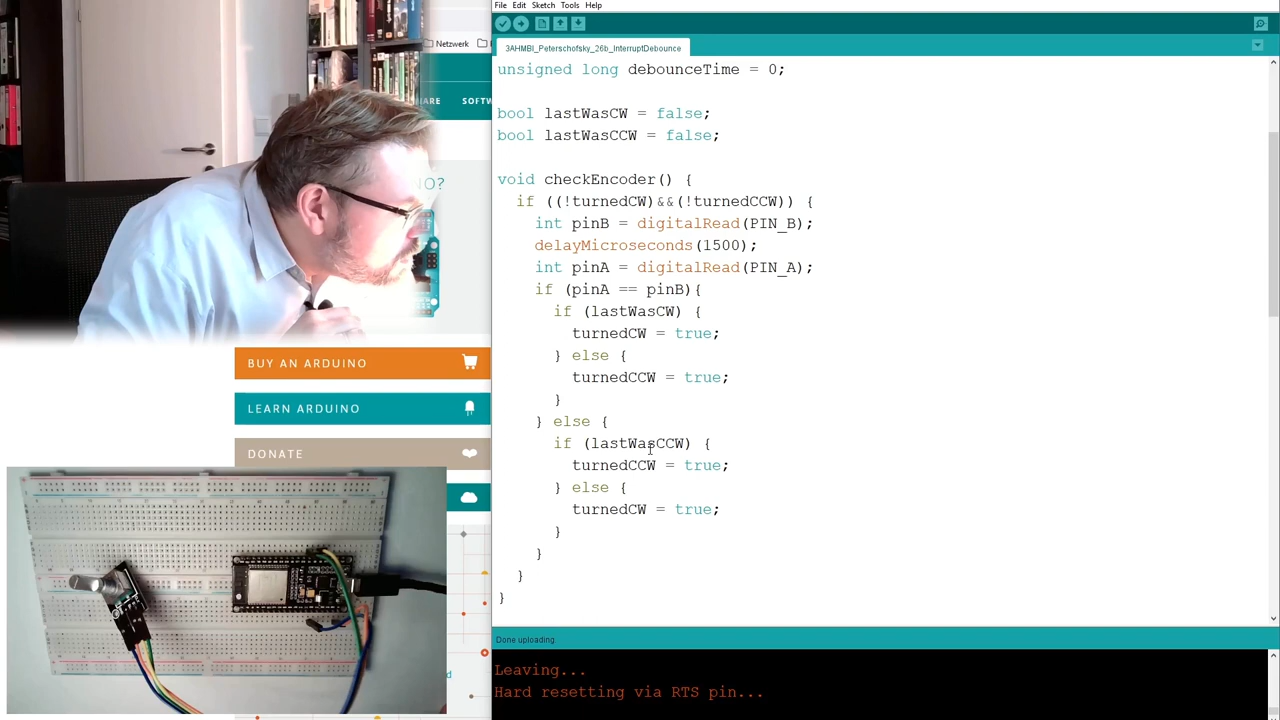 File Edit Sketch Tools Help
Netzwerk
3AHMBI_Peterschofsky_26b_InterruptDebounce
unsigned long debounceTime = 0;
ARE SOFTW
bool lastWasCW = false;
bool lastWasCCW = false;
void checkEncoder() {
O?
if ((!turnedCW)&&(!turnedCCW)) {
int pinB = digitalRead(PIN_B);
delayMicroseconds(1500);
int pinA = digitalRead(PIN_A);
if (pinA == pinB){
if (lastWasCW) {
turnedCW = true;
} else {
turnedCCW = true;
}
} else {
if (lastWasCCW) {
turnedCCW = true;
} else {
turnedCW = true;
}
}
}
}
BUY AN ARDUINO
LEARN ARDUINO
DONATE
Done uploading.
Leaving...
Hard resetting via RTS pin...